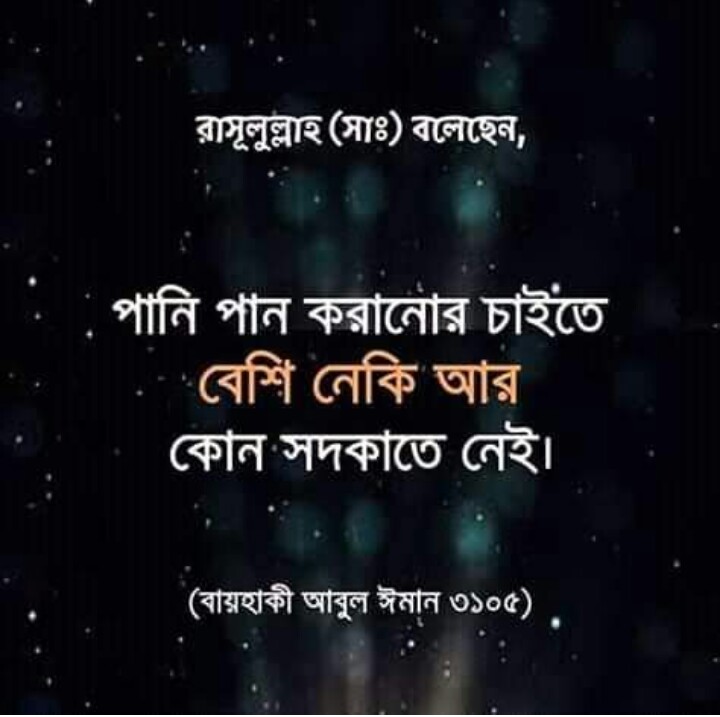 রাসূলুল্লাহ (সাঃ) বলেছেন,
পানি পান করানোর চাইতে
বেশি নেকি আর
কোন সদকাতে নেই।
(বায়হাকী আবুল ঈমান ৩১০৫)